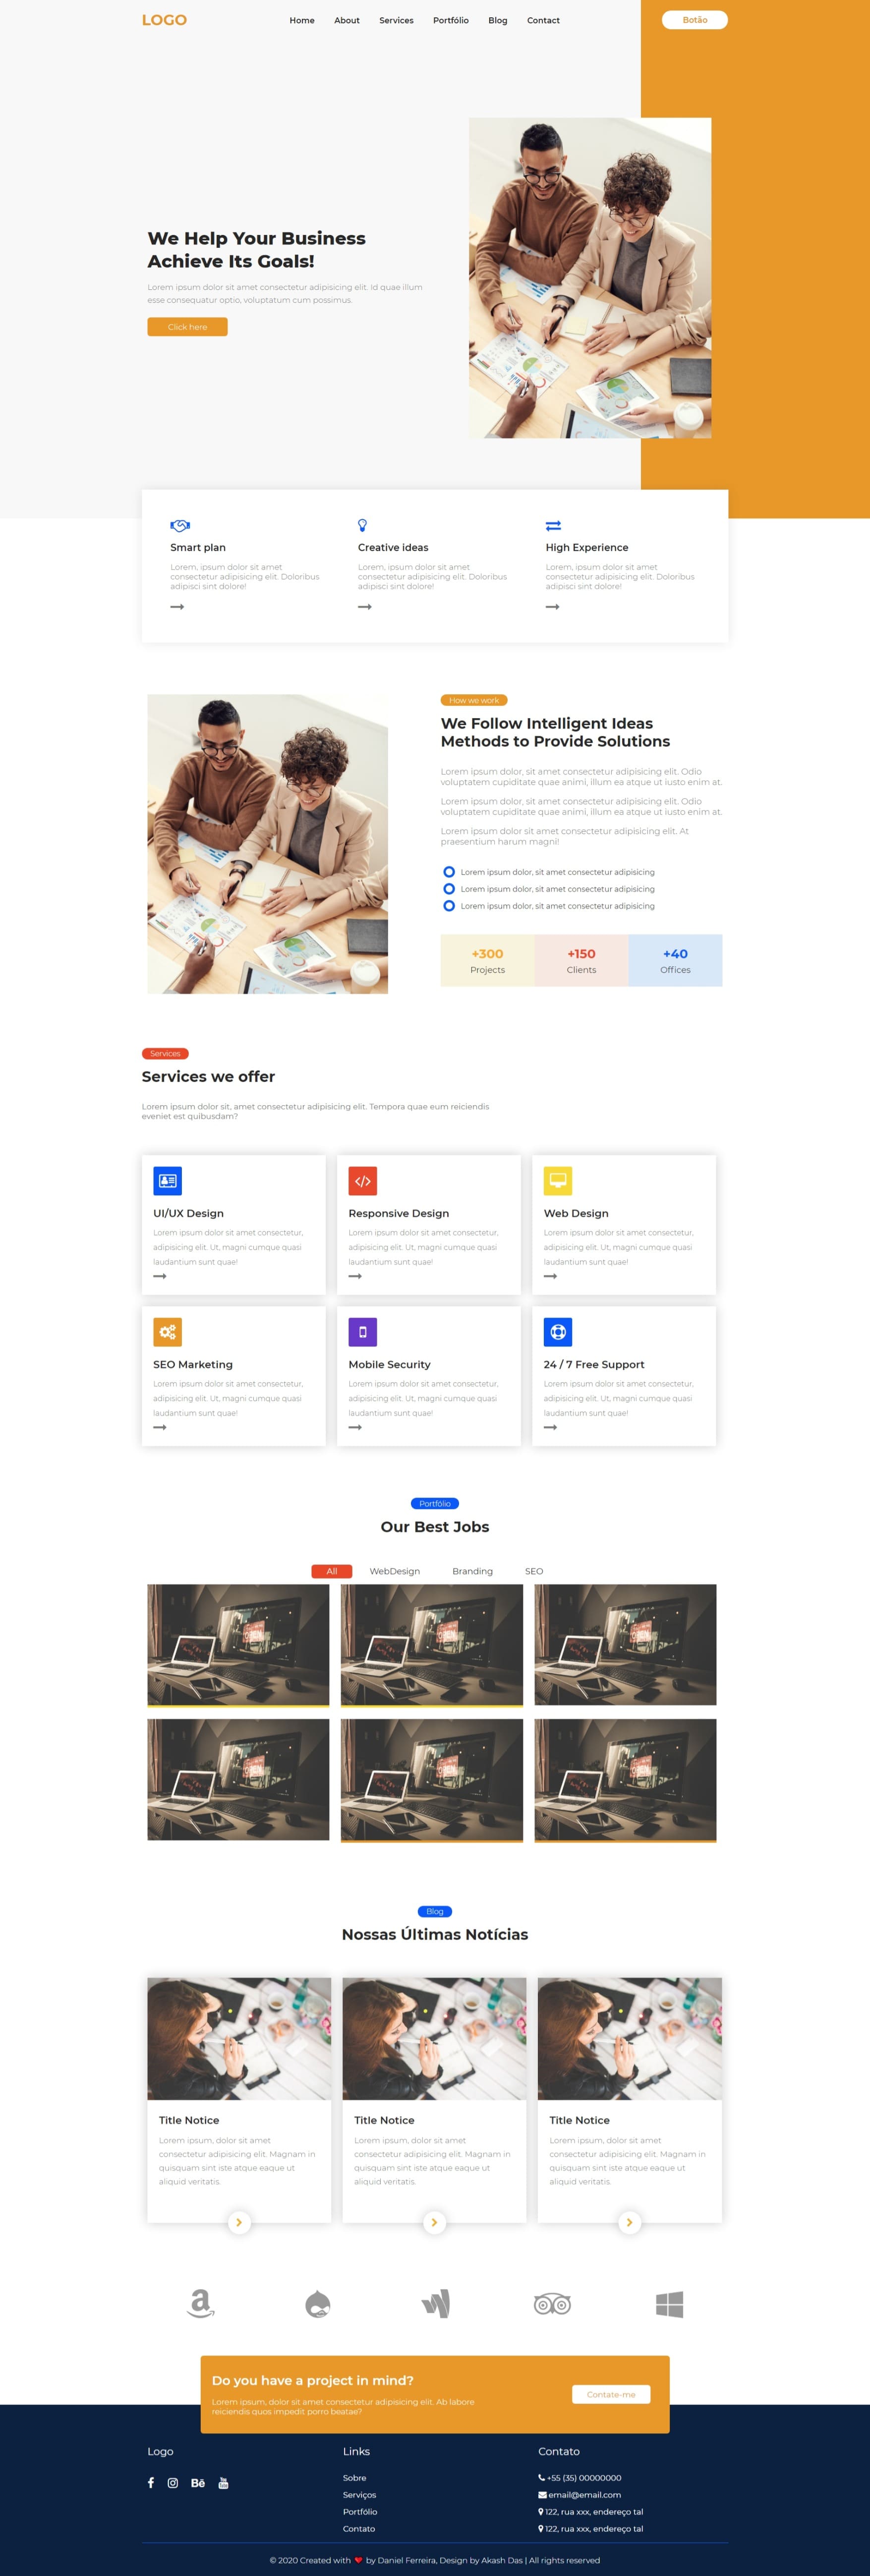 LOGO
Home About Services Portfólio Blog Contact
Botão
We Help Your Business
Achieve Its Goals!
Lorem ipsum dolor sit amet consectetur adipisicing elit. Id quae illum
esse consequatur optio, voluptatum cum possimus.
Click here
Smart plan
Lorem, ipsum dolor sit amet
consectetur adipisicing elit. Doloribus
adipisci sint dolore!
Creative ideas
Lorem, ipsum dolor sit amet
consectetur adipisicing elit. Doloribus
adipisci sint dolore!
High Experience
Lorem, ipsum dolor sit amet
consectetur adipisicing elit. Doloribus
adipisci sint dolore!
How we work
We Follow Intelligent Ideas
Methods to Provide Solutions
Lorem ipsum dolor, sit amet consectetur adipisicing elit. Odio
voluptatem cupiditate quae animi, illum ea atque ut iusto enim at.
Lorem ipsum dolor, sit amet consectetur adipisicing elit. Odio
voluptatem cupiditate quae animi, illum ea atque ut iusto enim at.
Lorem ipsum dolor sit amet consectetur adipisicing elit. At
praesentium harum magni!
Lorem ipsum dolor, sit amet consectetur adipisicing
Lorem ipsum dolor, sit amet consectetur adipisicing
Lorem ipsum dolor, sit amet consectetur adipisicing
+300
Projects
+150
Clients
+40
Offices
Services
Services we offer
Lorem ipsum dolor sit, amet consectetur adipisicing elit. Tempora quae eum reiciendis
eveniet est quibusdam?
UI/UX Design
Lorem ipsum dolor sit amet consectetur,
adipisicing elit. Ut, magni cumque quasi
laudantium sunt quae!
Responsive Design
Lorem ipsum dolor sit amet consectetur,
adipisicing elit. Ut, magni cumque quasi
laudantium sunt quae!
Web Design
Lorem ipsum dolor sit amet consectetur,
adipisicing elit. Ut, magni cumque quasi
laudantium sunt quae!
SEO Marketing
Lorem ipsum dolor sit amet consectetur,
adipisicing elit. Ut, magni cumque quasi
laudantium sunt quae!
Mobile Security
Lorem ipsum dolor sit amet consectetur,
adipisicing elit. Ut, magni cumque quasi
laudantium sunt quae!
24 / 7 Free Support
Lorem ipsum dolor sit amet consectetur,
adipisicing elit. Ut, magni cumque quasi
laudantium sunt quae!
Portfólio
Our Best Jobs
All WebDesign Branding SEO
OPEN
OPEN
OPEN
OPEN
OPEN
OPEN
Blog
Nossas Últimas Notícias
Title Notice
Lorem ipsum, dolor sit amet
consectetur adipisicing elit. Magnam in
quisquam sint iste atque eaque ut
aliquid veritatis.
Title Notice
Lorem ipsum, dolor sit amet
consectetur adipisicing elit. Magnam in
quisquam sint iste atque eaque ut
aliquid veritatis.
Title Notice
Lorem ipsum, dolor sit amet
consectetur adipisicing elit. Magnam in
quisquam sint iste atque eaque ut
aliquid veritatis.
Do you have a project in mind?
Lorem ipsum, dolor sit amet consectetur adipisicing elit. Ab labore
reiciendis quos impedit porro beatae?
Contate-me
Logo
Links
Sobre
Serviços
Portfólio
Contato
Contato
+55 (35) 00000000
email@email.com
122, rua xxx, endereço tal
122, rua xxx, endereço tal
© 2020 Created with ❤ by Daniel Ferreira, Design by Akash Das | All rights reserved